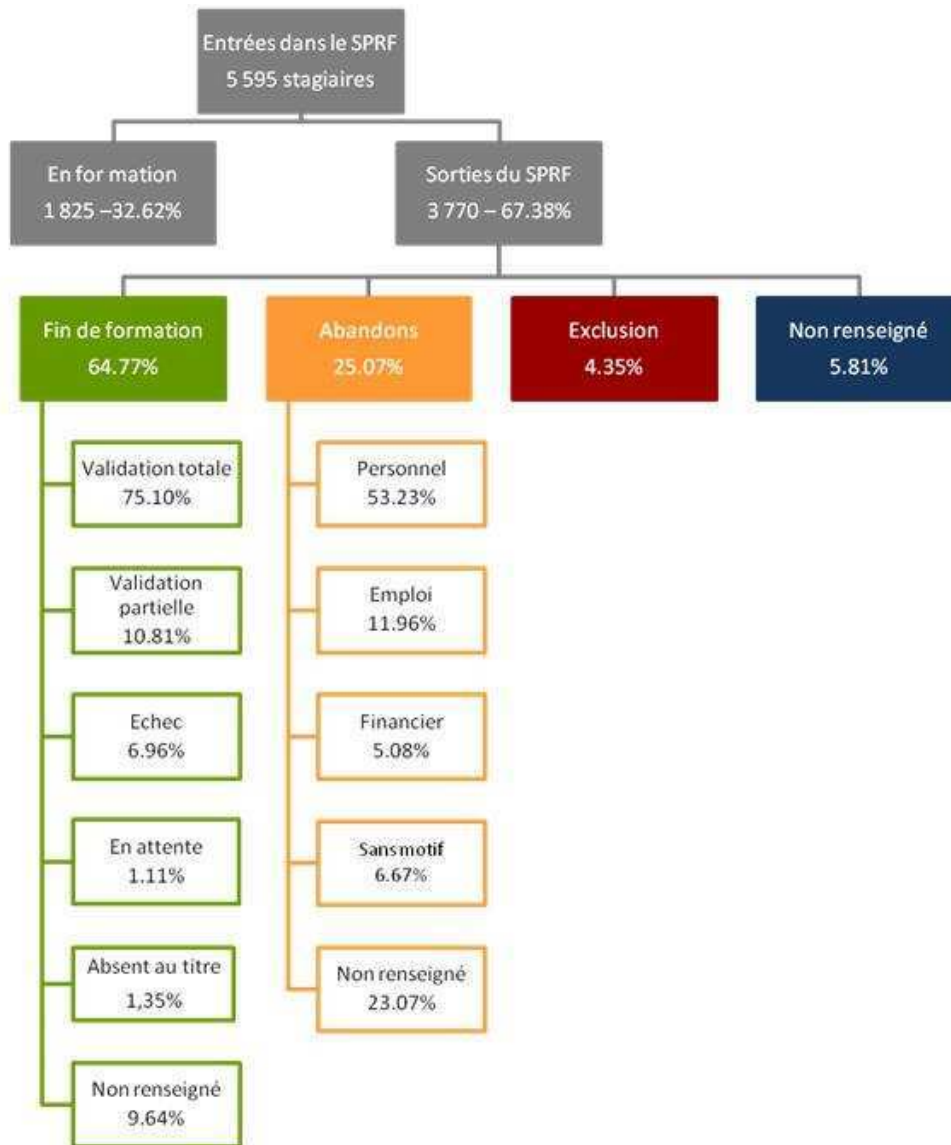 Entrées dans le SPRF
5 595 stagiaires
En for mation
1 825 –32.62%
Sorties du SPRF
3 770 – 67.38%
Fin de formation
64.77%
Abandons
25.07%
Exclusion
4.35%
Non renseigné
5.81%
Validation totale
75.10%
Validation
partielle
10.81%
Echec
6.96%
En attente
1.11%
Absent au titre
1,35%
Non renseigné
9.64%
Personnel
53.23%
Emploi
11.96%
Financier
5.08%
Sans motif
6.67%
Non renseigné
23.07%